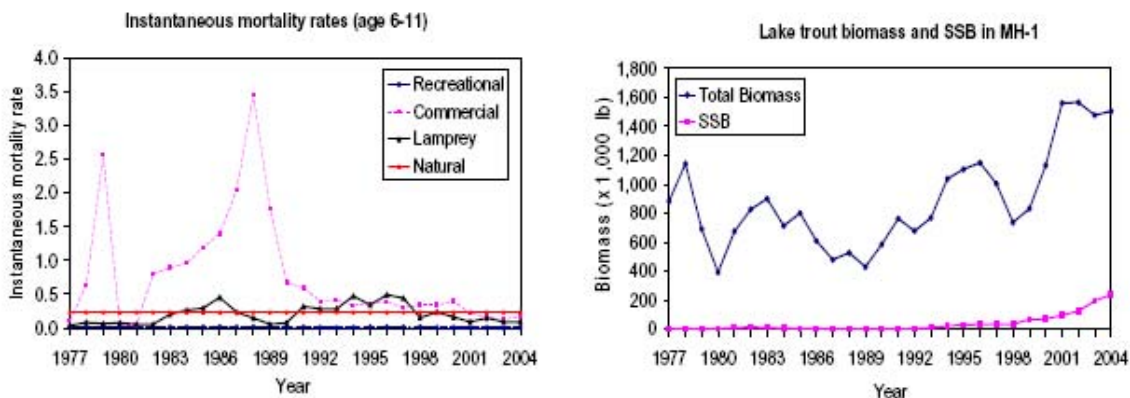 Instantaneous mortality rates (age 6-11)
Instantaneous mortality rate
4.0
3.5
3.0
2.5
2.0
1.5
1.0
0.5
0.0
Recreational
Commercial
Lamprey
Natural
1977 1980 1983 1986 1989 1992 1995 1998 2001 2004
Year
Lake trout biomass and SSB in MH-1
Biomass (x 1,000 lb)
1,800
1,600
1,400
1,200
1,000
800
600
400
200
0
Total Biomass
SSB
1977 1980 1983 1986 1989 1992 1995 1998 2001 2004
Year